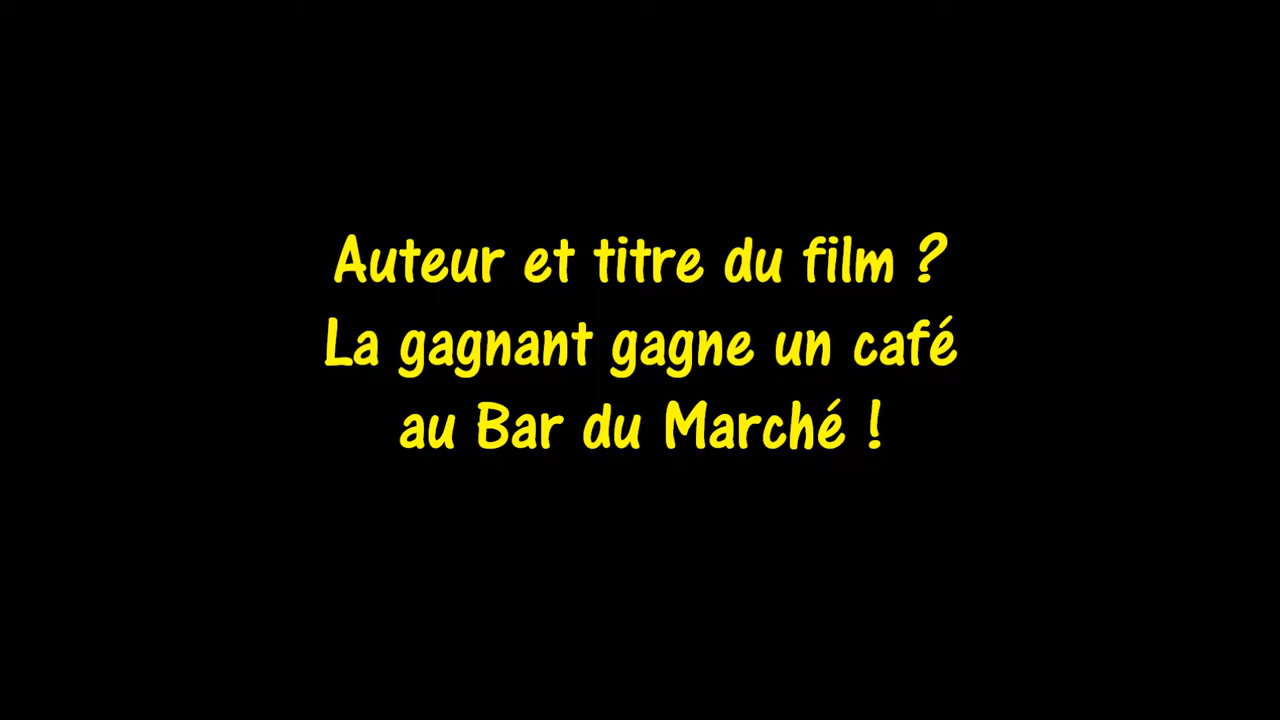 Auteur et titre du film ?
La gagnant gagne un café
au Bar du Marché !